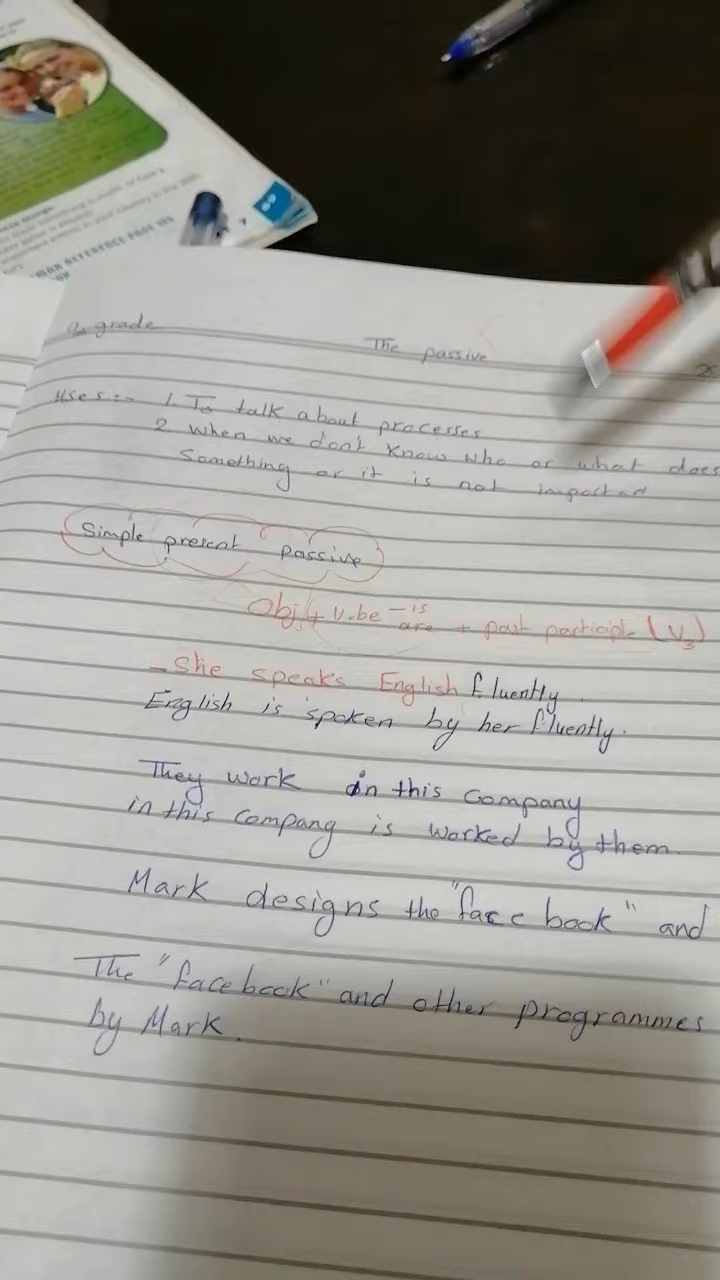 grade
The passive
Uses:- 1. To talk about processes
2 When we don't know who or what does
Something or it is not important
Simple present passive
Obj + v.be is are + past participle (V3)
- She speaks English fluently.
English is spoken by her fluently.
They work in this company
in this company is worked by them.
Mark designs the "face book" and
The "facebook" and other programmes
by Mark.